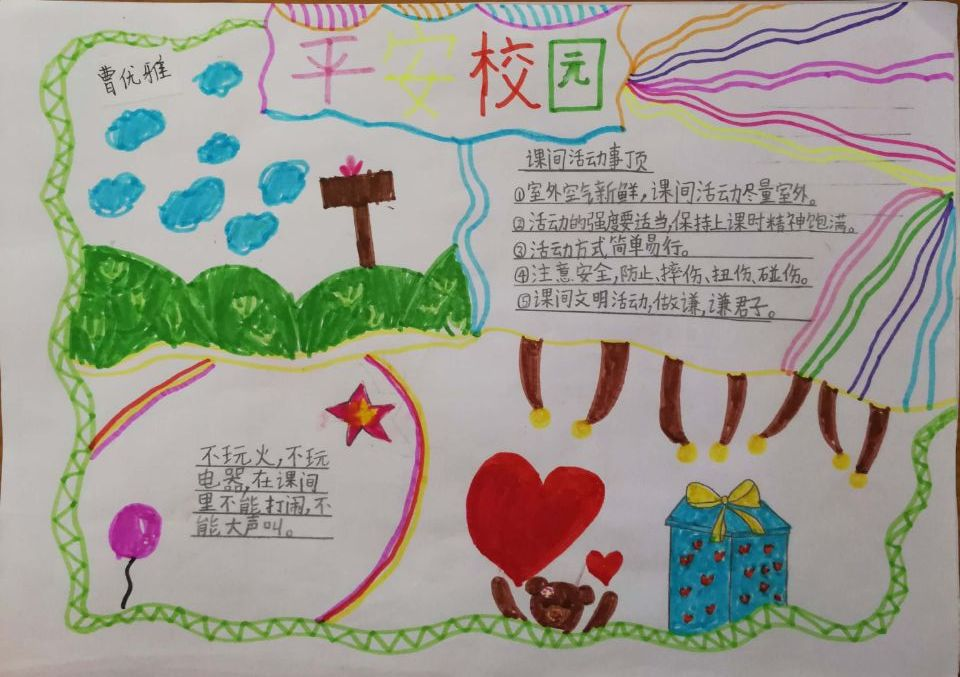 平安校园
曹优雅
课间活动事顶
①室外空气新鲜,课间活动尽量室外。
②活动的强度要适当,保持上课时精神饱满。
③活动方式简单易行。
④注意安全,防止、摔伤、扭伤、碰伤。
⑤课间文明活动,做谦,谦君子。
不玩火,不玩
电器,在课间
里不能打闹,不
能大声叫。